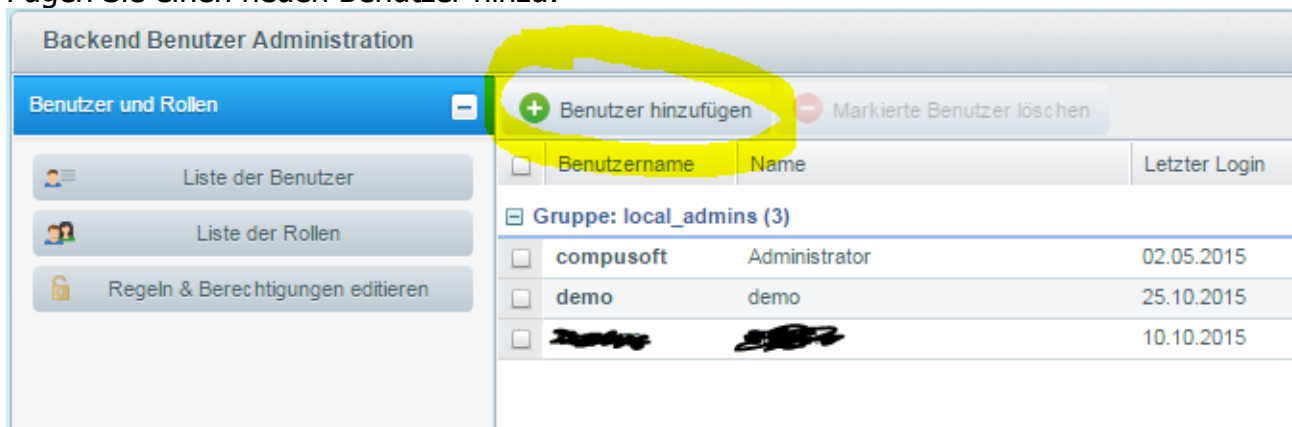 Fügen Sie einen neuen Benutzer hinzu.
Backend Benutzer Administration
Benutzer und Rollen
Benutzer hinzufügen Markierte Benutzer löschen
Liste der Benutzer
Liste der Rollen
Regeln & Berechtigungen editieren
Benutzername Name Letzter Login
Gruppe: local_admins (3)
compusoft Administrator 02.05.2015
demo demo 25.10.2015
10.10.2015